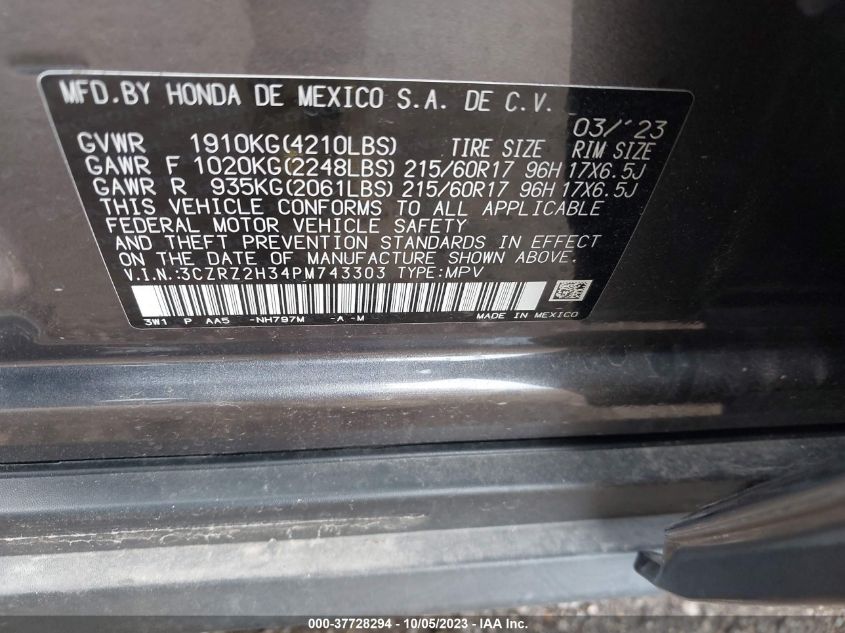 MFD.BY HONDA DE MEXICO S.A. DE C.V.
03/'23
GVWR 1910KG(4210LBS) TIRE SIZE RIM SIZE
GAWR F 1020KG(2248LBS) 215/60R17 96H 17X6.5J
GAWR R 935KG(2061LBS) 215/60R17 96H 17X6.5J
THIS VEHICLE CONFORMS TO ALL APPLICABLE
FEDERAL MOTOR VEHICLE SAFETY
AND THEFT PREVENTION STANDARDS IN EFFECT
ON THE DATE OF MANUFACTURE SHOWN ABOVE.
V.I.N.:3CZRZ2H34PM743303 TYPE:MPV
3W1 P AA5 -NH797M -A -M MADE IN MEXICO
000-37728294 - 10/05/2023 - IAA Inc.